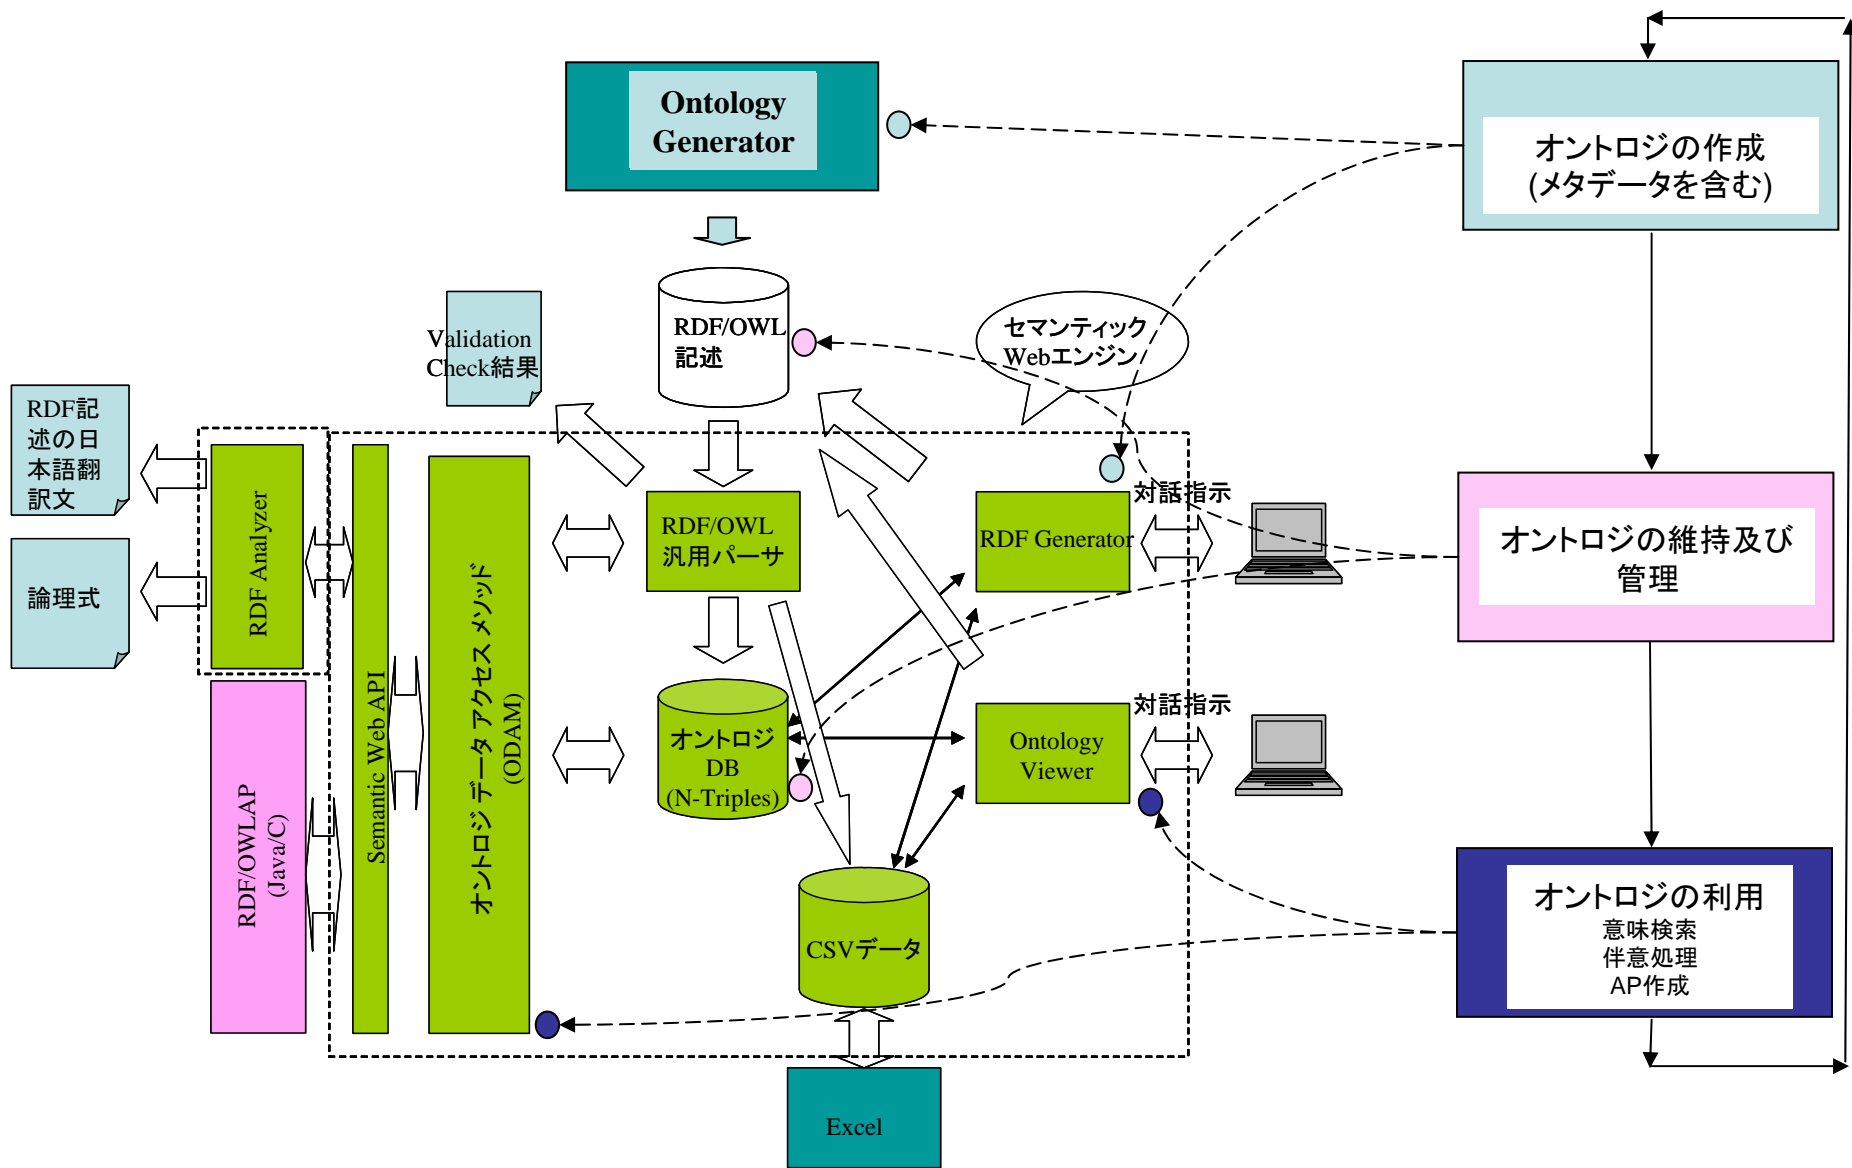 Ontology
Generator
オントロジの作成
(メタデータを含む)
RDF/OWL
記述
セマンティック
Webエンジン
Validation
Check結果
RDF記
述の日
本語翻
訳文
論理式
RDF Analyzer
RDF/OWLAP
(Java/C)
Semantic Web API
オントロジ データ アクセス メソッド
(ODAM)
RDF/OWL
汎用パーサ
オントロジ
DB
(N-Triples)
CSVデータ
Excel
対話指示
RDF Generator
対話指示
Ontology
Viewer
オントロジの維持及び
管理
オントロジの利用
意味検索
伴意処理
AP作成